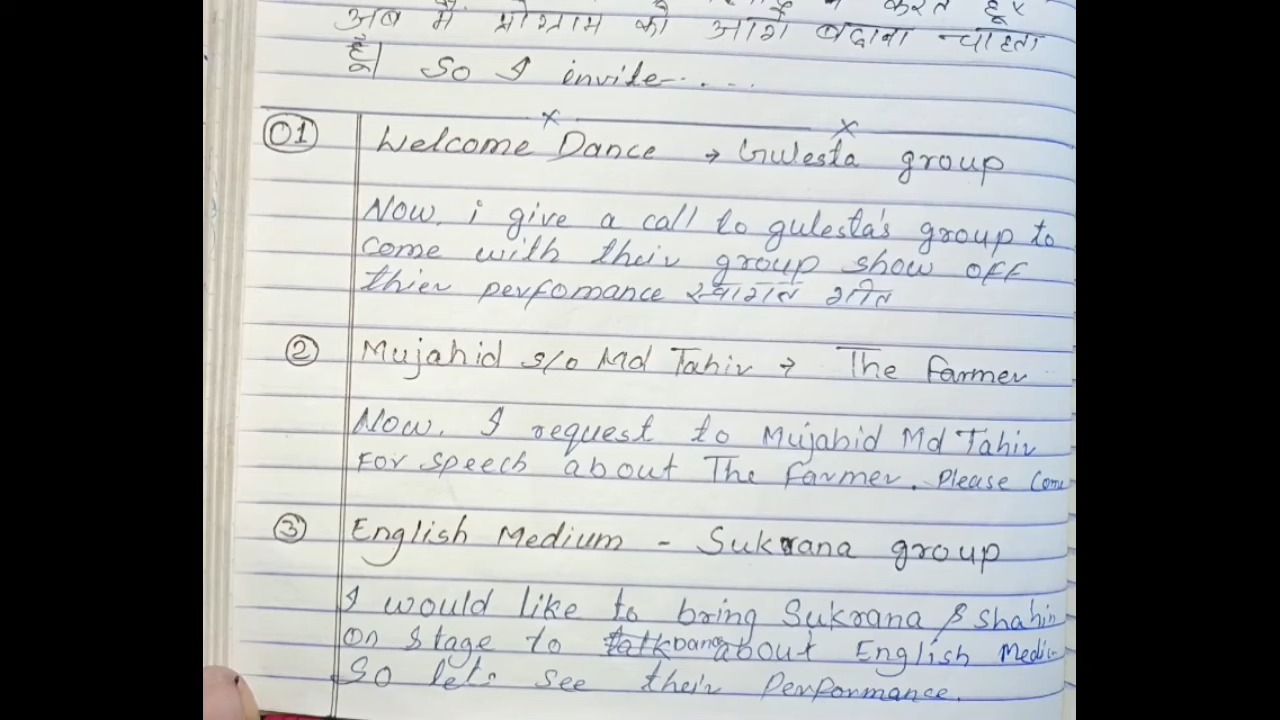 करते हूँ
अब मैं प्रोग्राम को आगे बढाना चाहता
हूँ। So I invite.....
01 Welcome Dance → Gulesta group
Now. i give a call to gulesta's group to
come with their group show off
thier perfomance स्वागत गीत
2 Mujahid s/o Md Tahir → The Farmer
Now. I request to Mujahid Md Tahir
For speech about The Farmer. Please Come
3 English Medium - Sukrana group
I would like to bring Sukrana & Shahin
on stage to Dance about English Medi
So lets see their Performance.